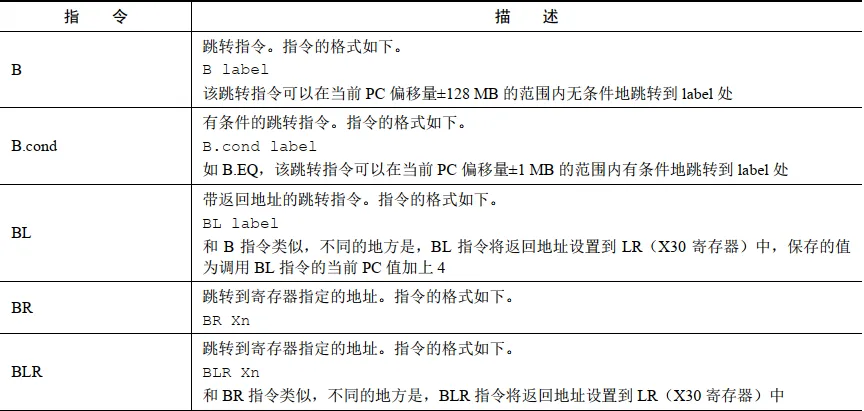 指 令 描 述
B
跳转指令。指令的格式如下。
B label
该跳转指令可以在当前 PC 偏移量±128 MB 的范围内无条件地跳转到 label 处
B.cond
有条件的跳转指令。指令的格式如下。
B.cond label
如 B.EQ，该跳转指令可以在当前 PC 偏移量±1 MB 的范围内有条件地跳转到 label 处
BL
带返回地址的跳转指令。指令的格式如下。
BL label
和 B 指令类似，不同的地方是，BL 指令将返回地址设置到 LR（X30 寄存器）中，保存的值
为调用 BL 指令的当前 PC 值加上 4
BR
跳转到寄存器指定的地址。指令的格式如下。
BR Xn
BLR
跳转到寄存器指定的地址。指令的格式如下。
BLR Xn
和 BR 指令类似，不同的地方是，BLR 指令将返回地址设置到 LR（X30 寄存器）中